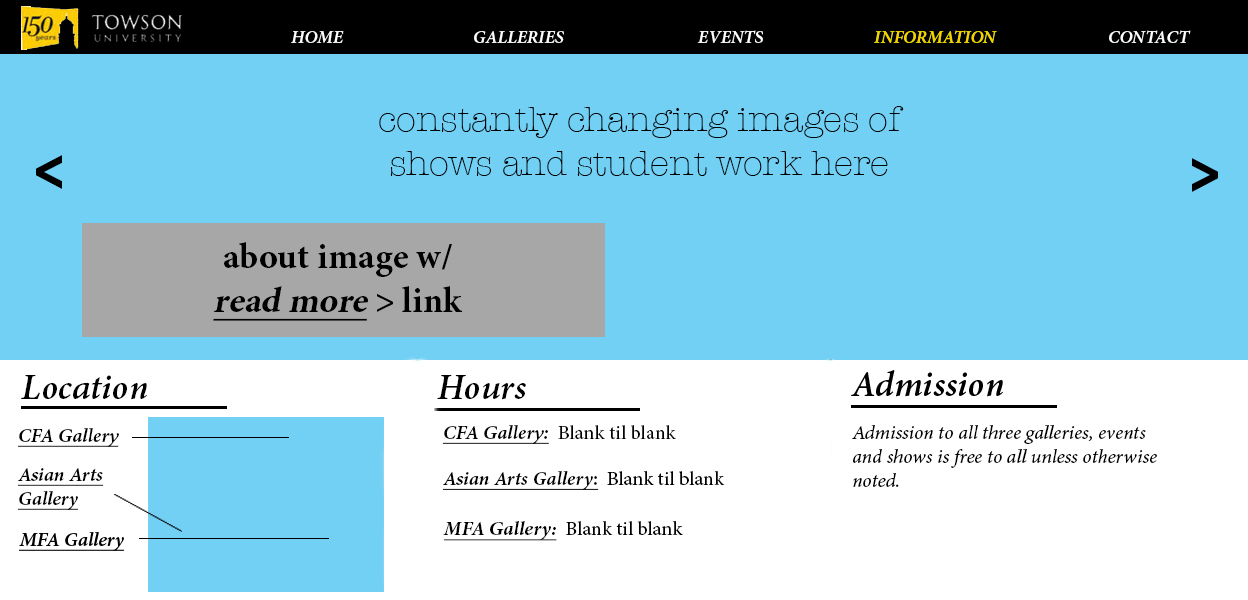 150 years TOWSON UNIVERSITY
HOME GALLERIES EVENTS INFORMATION CONTACT
constantly changing images of
shows and student work here
< >
about image w/
read more > link
Location
CFA Gallery
Asian Arts
Gallery
MFA Gallery
Hours
CFA Gallery: Blank til blank
Asian Arts Gallery: Blank til blank
MFA Gallery: Blank til blank
Admission
Admission to all three galleries, events
and shows is free to all unless otherwise
noted.